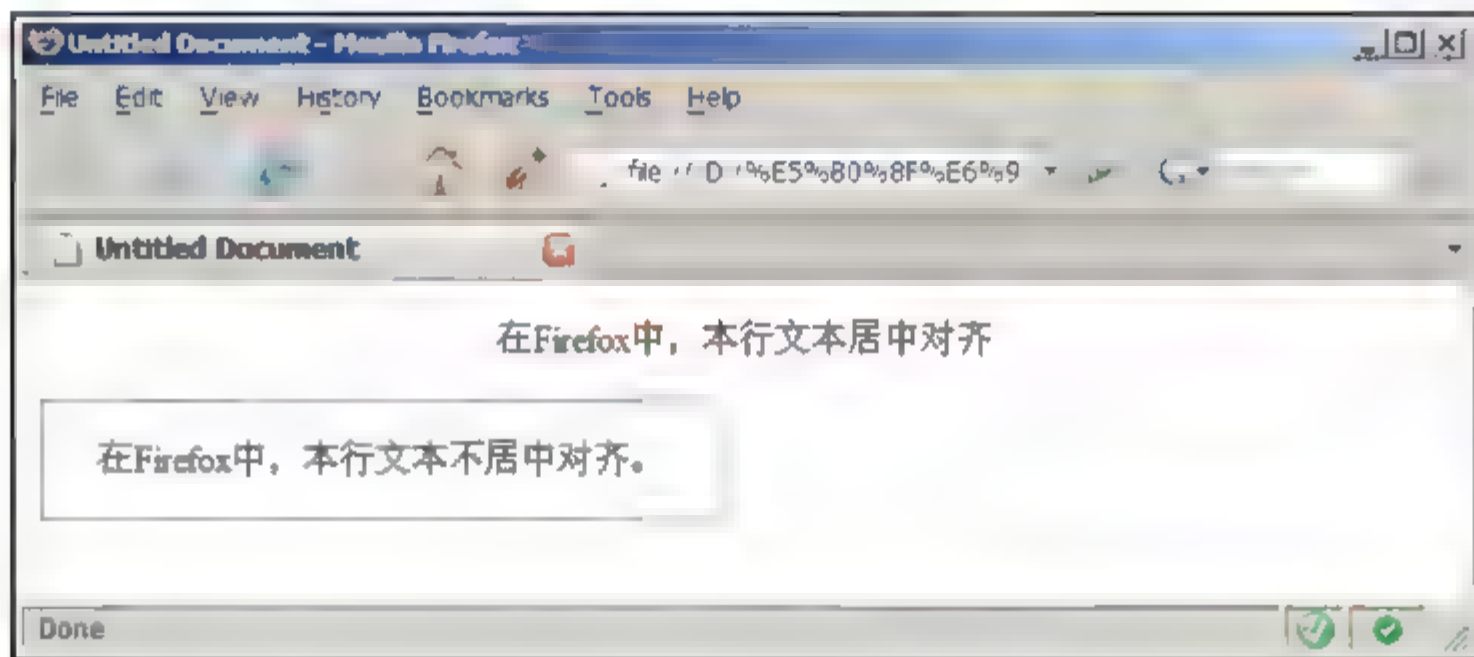 Untitled Document - Mozilla Firefox
File Edit View History Bookmarks Tools Help
file // D /%E5%80%8F%E6%9
Untitled Document
在Firefox中，本行文本居中对齐
在Firefox中，本行文本不居中对齐。
Done